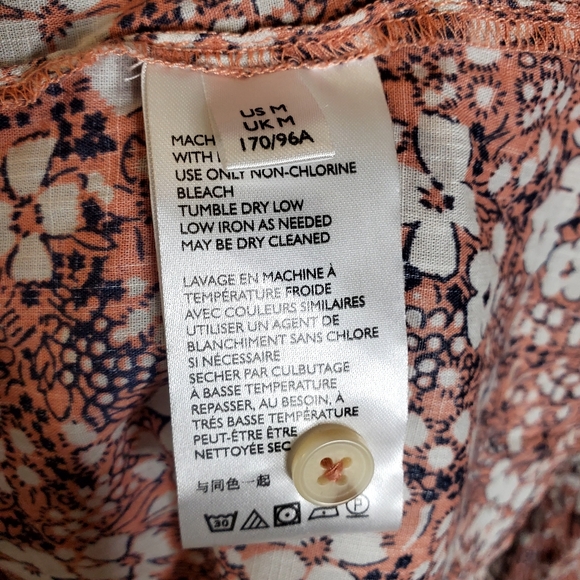 US M
UK M
170/96A
MACH
WITH
USE ONLY NON-CHLORINE
BLEACH
TUMBLE DRY LOW
LOW IRON AS NEEDED
MAY BE DRY CLEANED
LAVAGE EN MACHINE À
TEMPÉRATURE FROIDE
AVEC COULEURS SIMILAIRES
UTILISER UN AGENT DE
BLANCHIMENT SANS CHLORE
SI NÉCESSAIRE
SECHER PAR CULBUTAGE
À BASSE TEMPERATURE
REPASSER, AU BESOIN, À
TRÉS BASSE TEMPÉRATURE
PEUT-ÊTRE ÊTRE
NETTOYEE SEC
与同色一起
30
P